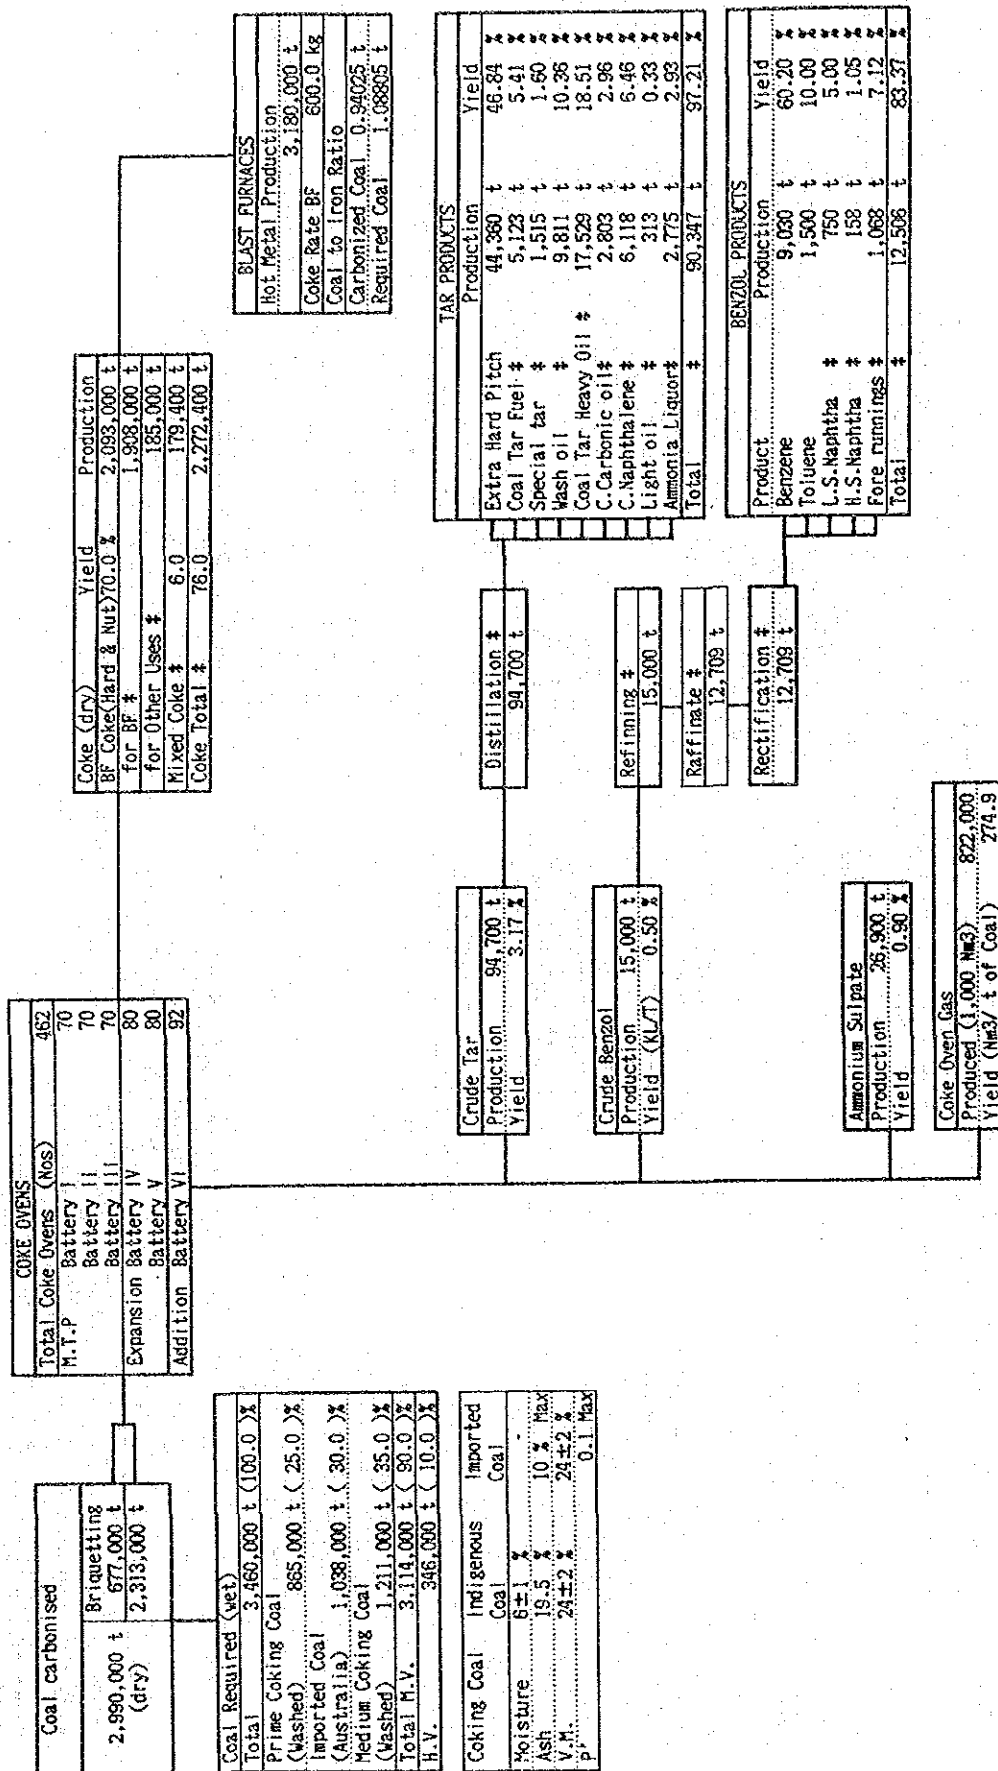 Coal carbonised
Briquetting
2,990,000 t 677,000 t
(dry) 2,313,000 t
Coal Required (wet)
Total 3,460,000 t (100.0 )%
Prime Coking Coal
(Washed) 865,000 t ( 25.0 )%
Imported Coal
(Australia) 1,038,000 t ( 30.0 )%
Medium Coking Coal
(Washed) 1,211,000 t ( 35.0 )%
Total M.V. 3,114,000 t ( 90.0 )%
H.V. 346,000 t ( 10.0 )%
Coking Coal Indigenous Imported
Coal Coal
Moisture 6±1 % -
Ash 19.5 % 10 % Max
V.M. 24±2 % 24±2 %
P 0.1 Max
COKE OVENS
Total Coke Ovens (Nos) 462
M.T.P Battery I 70
Battery II 70
Battery III 70
Expansion Battery IV 80
Battery V 80
Addition Battery VI 92
Crude Tar
Production 94,700 t
Yield 3.17 %
Crude Benzol
Production 15,000 t
Yield (KL/T) 0.50 %
Ammonium Sulpate
Production 26,900 t
Yield 0.90 %
Coke Oven Gas
Produced (1,000 Nm3) 822,000
Yield (Nm3/ t of Coal) 274.9
Coke (dry) Yield Production
BF Coke(Hard & Nut)70.0 % 2,093,000 t
for BF ‡ 1,908,000 t
for Other Uses ‡ 185,000 t
Mixed Coke ‡ 6.0 179,400 t
Coke Total ‡ 76.0 2,272,400 t
Distillation ‡
94,700 t
Refinning ‡
15,000 t
Raffinate ‡
12,709 t
Rectification ‡
12,709 t
BLAST FURNACES
Hot Metal Production
3,180,000 t
Coke Rate BF 600.0 kg
Coal to iron Ratio
Carbonized Coal 0.94025 t
Required Coal 1.08805 t
TAR PRODUCTS
Production Yield
Extra Hard Pitch 44,360 t 46.84 %
Coal Tar Fuel ‡ 5,123 t 5.41 %
Special tar ‡ 1,515 t 1.60 %
Wash oil ‡ 9,811 t 10.36 %
Coal Tar Heavy Oil ‡ 17,529 t 18.51 %
C.Carbonic oil‡ 2,803 t 2.96 %
C.Naphthalene ‡ 6,118 t 6.46 %
Light oil ‡ 313 t 0.33 %
Ammonia Liquor‡ 2,775 t 2.93 %
Total ‡ 90,347 t 97.21 %
BENZOL PRODUCTS
Product Production Yield
Benzene 9,030 t 60.20 %
Toluene 1,500 t 10.00 %
L.S.Naphtha ‡ 750 t 5.00 %
H.S.Naphtha ‡ 158 t 1.05 %
Fore runnings ‡ 1,068 t 7.12 %
Total ‡ 12,506 t 83.37 %